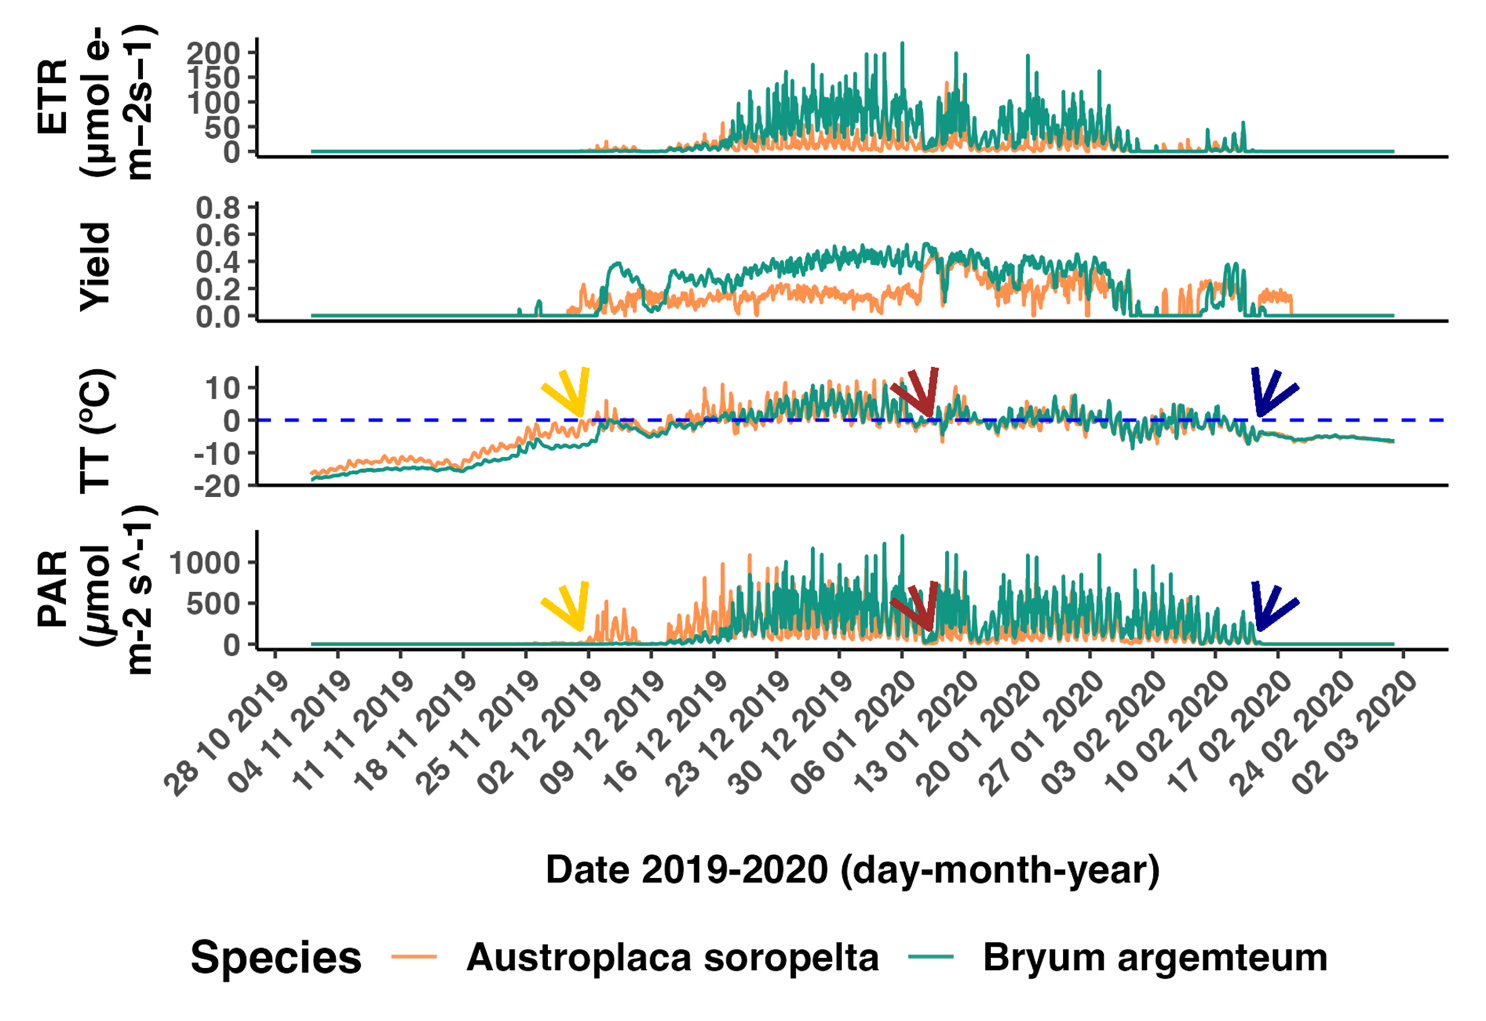 ETR
(μmol e-
m−2s−1)
200
150
100
50
0
Yield
0.8
0.6
0.4
0.2
0.0
TT (ºC)
10
0
-10
-20
PAR
(μmol
m-2 s^-1)
1000
500
0
28 10 2019
04 11 2019
11 11 2019
18 11 2019
25 11 2019
02 12 2019
09 12 2019
16 12 2019
23 12 2019
30 12 2019
06 01 2020
13 01 2020
20 01 2020
27 01 2020
03 02 2020
10 02 2020
17 02 2020
24 02 2020
02 03 2020
Date 2019-2020 (day-month-year)
Species Austroplaca soropelta Bryum argemteum